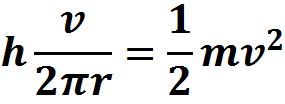 h v/2πr = 1/2 mv²